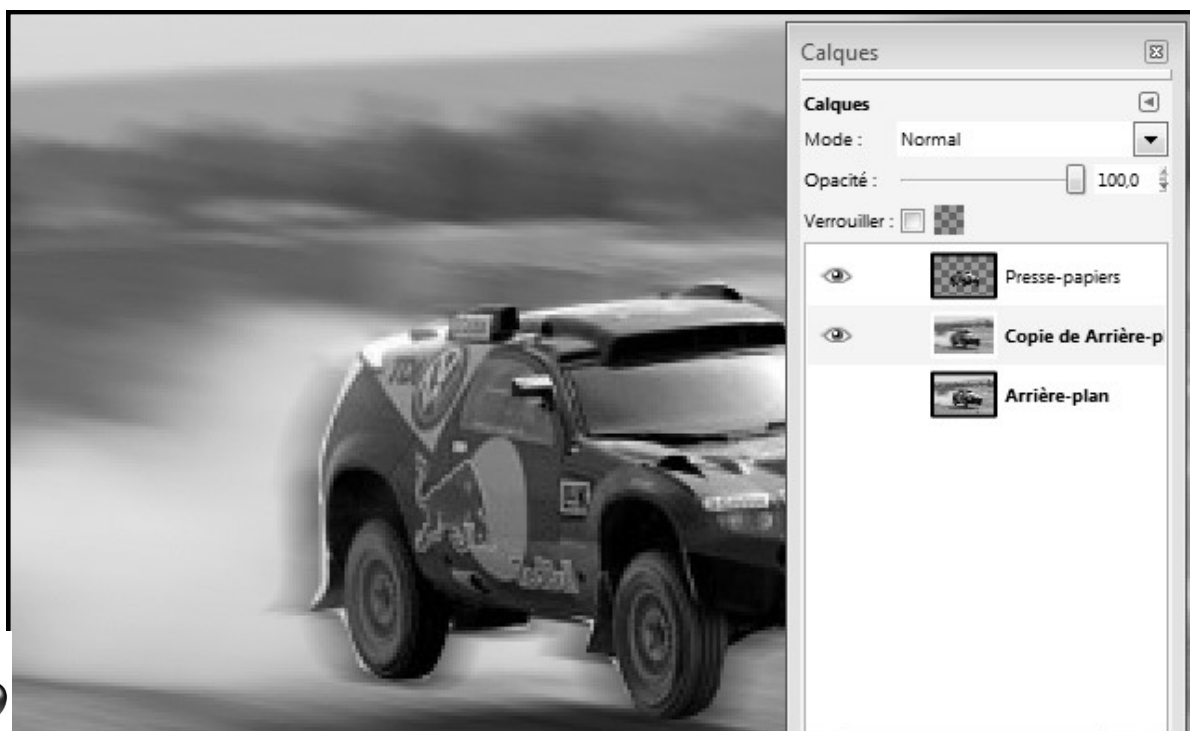 Calques
Calques
Mode : Normal
Opacité : 100,0
Verrouiller :
Presse-papiers
Copie de Arrière-p
Arrière-plan